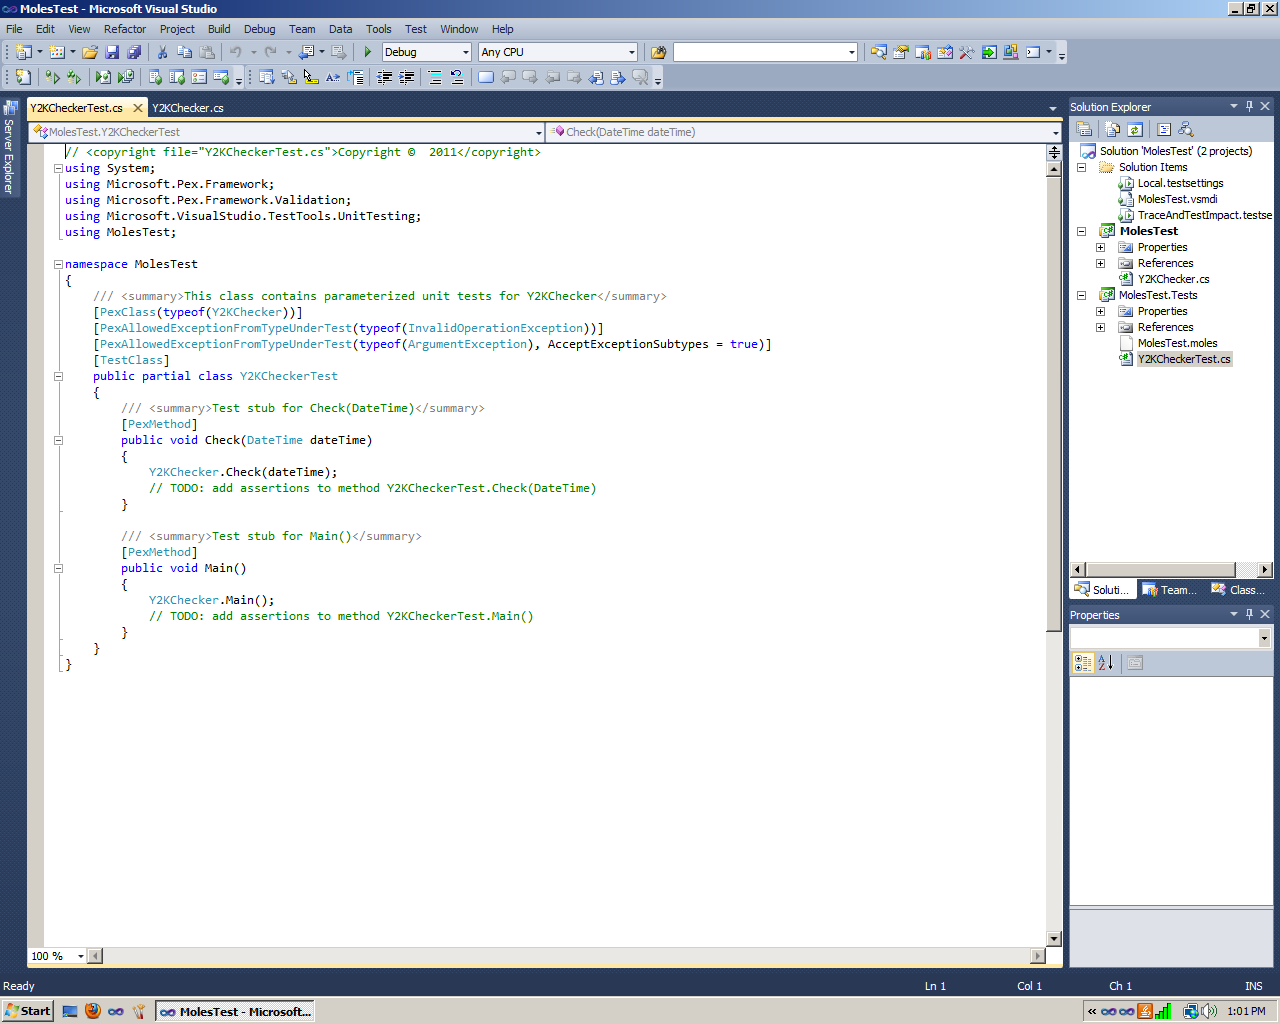 MolesTest - Microsoft Visual Studio
File Edit View Refactor Project Build Debug Team Data Tools Test Window Help
Debug Any CPU
Server Explorer
Y2KCheckerTest.cs Y2KChecker.cs
MolesTest.Y2KCheckerTest Check(DateTime dateTime)
// <copyright file="Y2KCheckerTest.cs">Copyright ©  2011</copyright>
using System;
using Microsoft.Pex.Framework;
using Microsoft.Pex.Framework.Validation;
using Microsoft.VisualStudio.TestTools.UnitTesting;
using MolesTest;
namespace MolesTest
{
/// <summary>This class contains parameterized unit tests for Y2KChecker</summary>
[PexClass(typeof(Y2KChecker))]
[PexAllowedExceptionFromTypeUnderTest(typeof(InvalidOperationException))]
[PexAllowedExceptionFromTypeUnderTest(typeof(ArgumentException), AcceptExceptionSubtypes = true)]
[TestClass]
public partial class Y2KCheckerTest
{
/// <summary>Test stub for Check(DateTime)</summary>
[PexMethod]
public void Check(DateTime dateTime)
{
Y2KChecker.Check(dateTime);
// TODO: add assertions to method Y2KCheckerTest.Check(DateTime)
}
/// <summary>Test stub for Main()</summary>
[PexMethod]
public void Main()
{
Y2KChecker.Main();
// TODO: add assertions to method Y2KCheckerTest.Main()
}
}
}
100 %
Solution Explorer
Solution 'MolesTest' (2 projects)
Solution Items
Local.testsettings
MolesTest.vsmdi
TraceAndTestImpact.testse
MolesTest
Properties
References
Y2KChecker.cs
MolesTest.Tests
Properties
References
MolesTest.moles
Y2KCheckerTest.cs
Soluti... Team... Class...
Properties
Ready Ln 1 Col 1 Ch 1 INS
Start MolesTest - Microsoft... « 1:01 PM